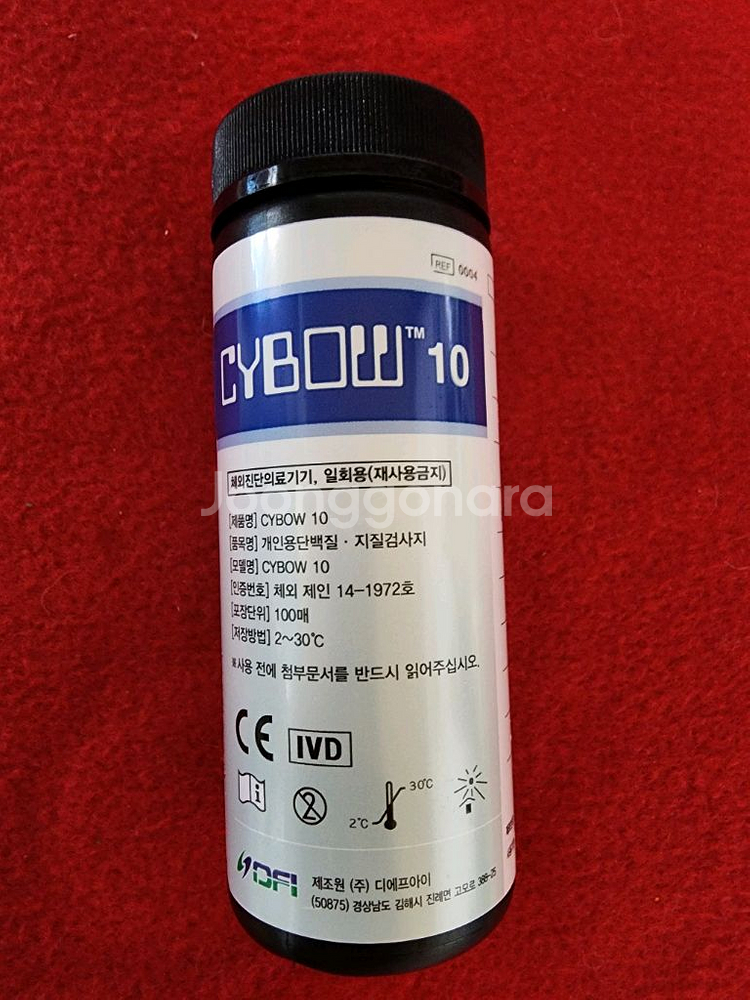 REF 0004
CYBOW™ 10
체외진단의료기기, 일회용(재사용금지)
Joonggonara
[제품명] CYBOW 10
[품목명] 개인용단백질 · 지질검사지
[모델명] CYBOW 10
[인증번호] 체외 제인 14-1972호
[포장단위] 100매
[저장방법] 2~30℃
※사용 전에 첨부문서를 반드시 읽어주십시오.
CE IVD
30℃
2℃
DFI 제조원 (주) 디에프아이
(50875) 경상남도 김해시 진례면 고모로 388-25